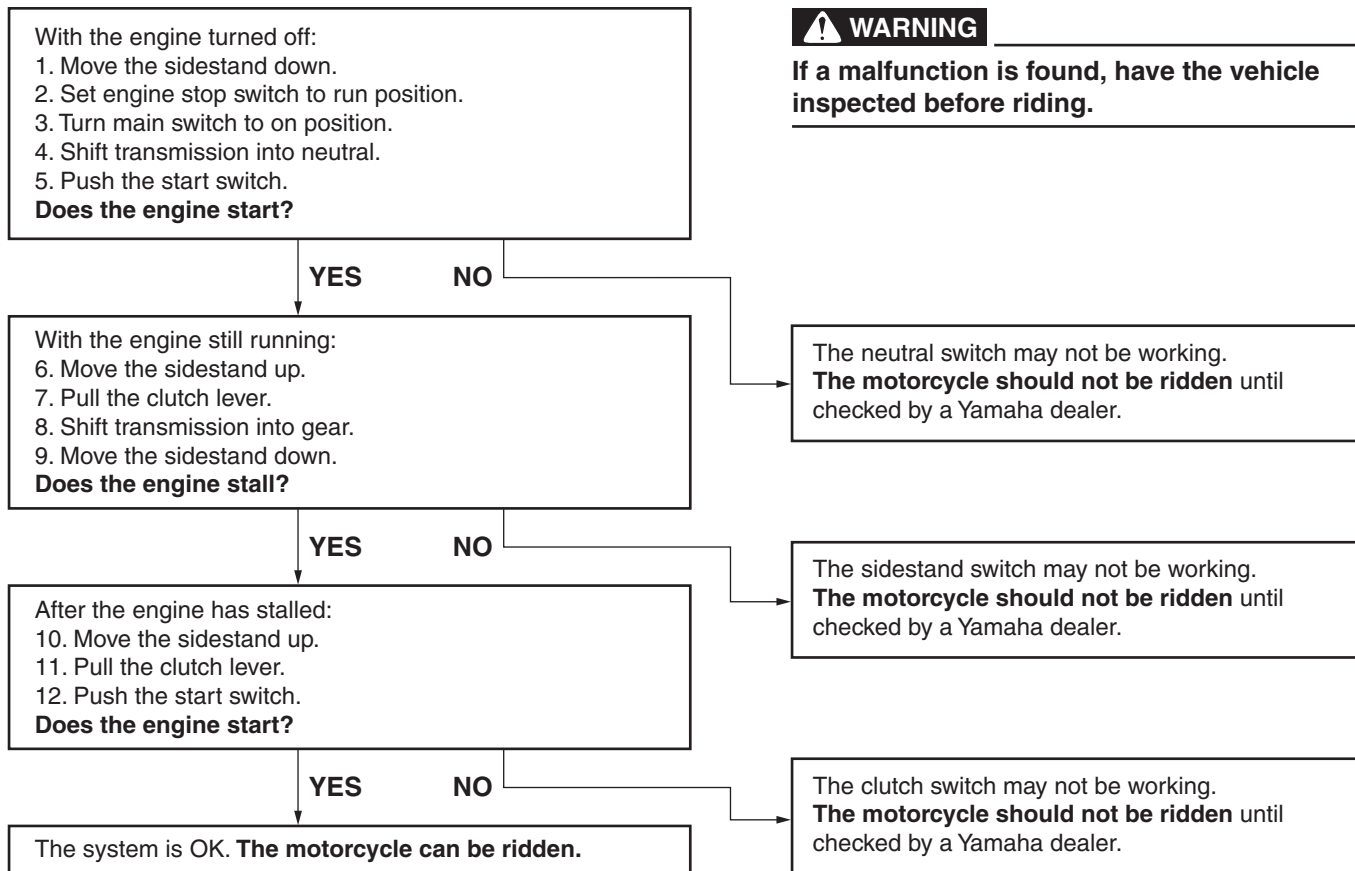 With the engine turned off:
1. Move the sidestand down.
2. Set engine stop switch to run position.
3. Turn main switch to on position.
4. Shift transmission into neutral.
5. Push the start switch.
Does the engine start?
WARNING
If a malfunction is found, have the vehicle
inspected before riding.
YES NO
With the engine still running:
6. Move the sidestand up.
7. Pull the clutch lever.
8. Shift transmission into gear.
9. Move the sidestand down.
Does the engine stall?
The neutral switch may not be working.
The motorcycle should not be ridden until
checked by a Yamaha dealer.
YES NO
After the engine has stalled:
10. Move the sidestand up.
11. Pull the clutch lever.
12. Push the start switch.
Does the engine start?
The sidestand switch may not be working.
The motorcycle should not be ridden until
checked by a Yamaha dealer.
YES NO
The system is OK. The motorcycle can be ridden.
The clutch switch may not be working.
The motorcycle should not be ridden until
checked by a Yamaha dealer.